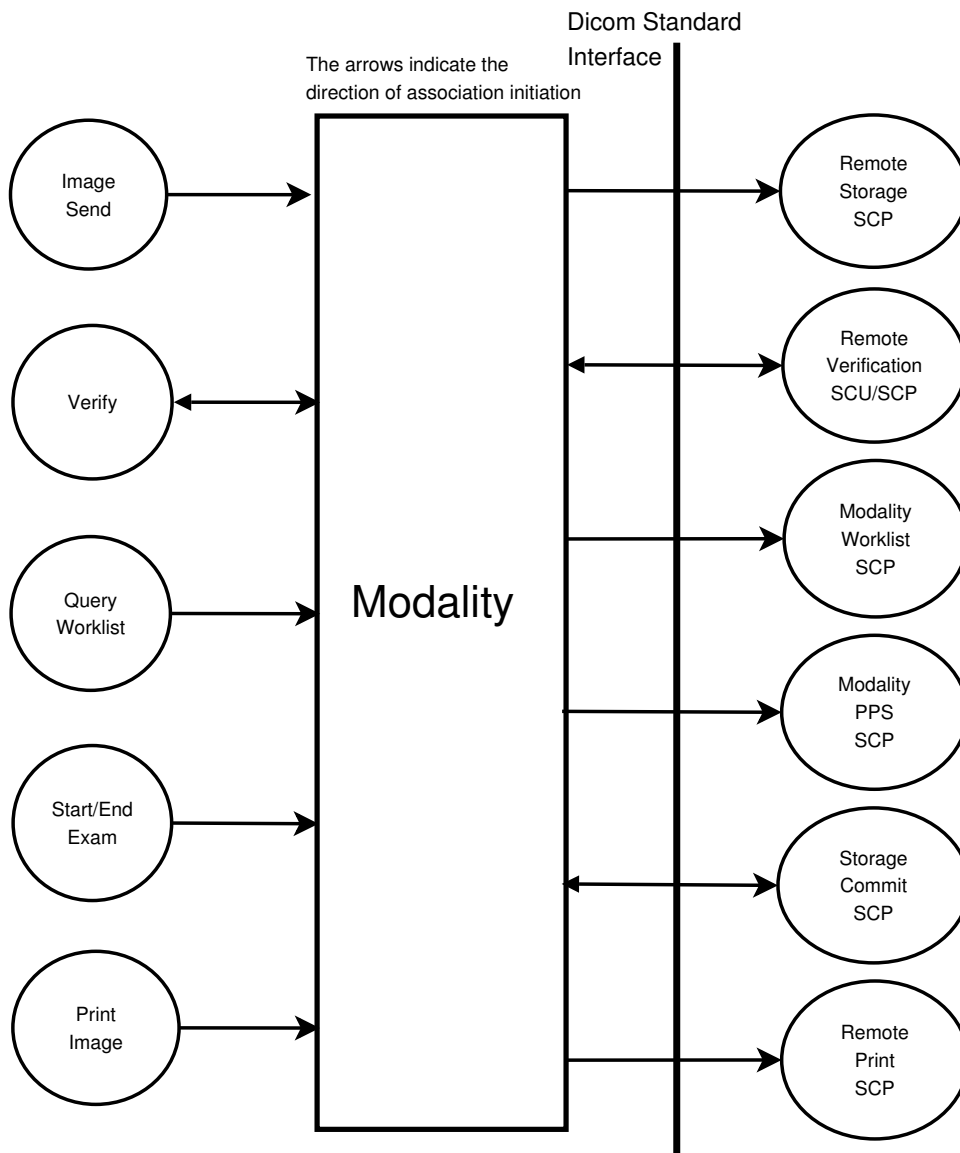 Dicom Standard
Interface
The arrows indicate the
direction of association initiation
Image
Send
Verify
Query
Worklist
Start/End
Exam
Print
Image
Modality
Remote
Storage
SCP
Remote
Verification
SCU/SCP
Modality
Worklist
SCP
Modality
PPS
SCP
Storage
Commit
SCP
Remote
Print
SCP